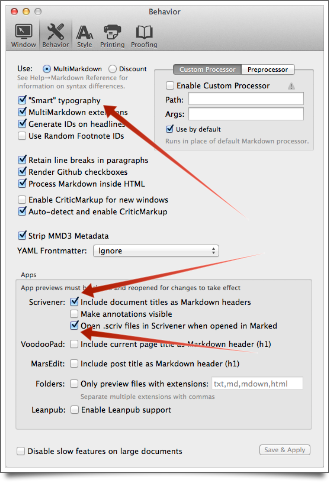 Behavior
Window Behavior Style Printing Proofing
Use: MultiMarkdown Discount
See Help→Markdown Reference for
information on syntax differences.
"Smart" typography
MultiMarkdown extensions
Generate IDs on headlines
Use Random Footnote IDs
Retain line breaks in paragraphs
Render Github checkboxes
Process Markdown inside HTML
Enable CriticMarkup for new windows
Auto-detect and enable CriticMarkup
Strip MMD3 Metadata
YAML Frontmatter: Ignore
Custom Processor Preprocessor
Enable Custom Processor
Path:
Args:
Use by default
Runs in place of default Markdown processor.
Apps
App previews must be and reopened for changes to take effect
Scrivener: Include document titles as Markdown headers
Make annotations visible
Open .scriv files in Scrivener when opened in Marked
VoodooPad: Include current page title as Markdown header (h1)
MarsEdit: Include post title as Markdown header (h1)
Folders: Only preview files with extensions: txt,md,mdown,html
Separate multiple extensions with commas
Leanpub: Enable Leanpub support
Disable slow features on large documents
Save & Apply